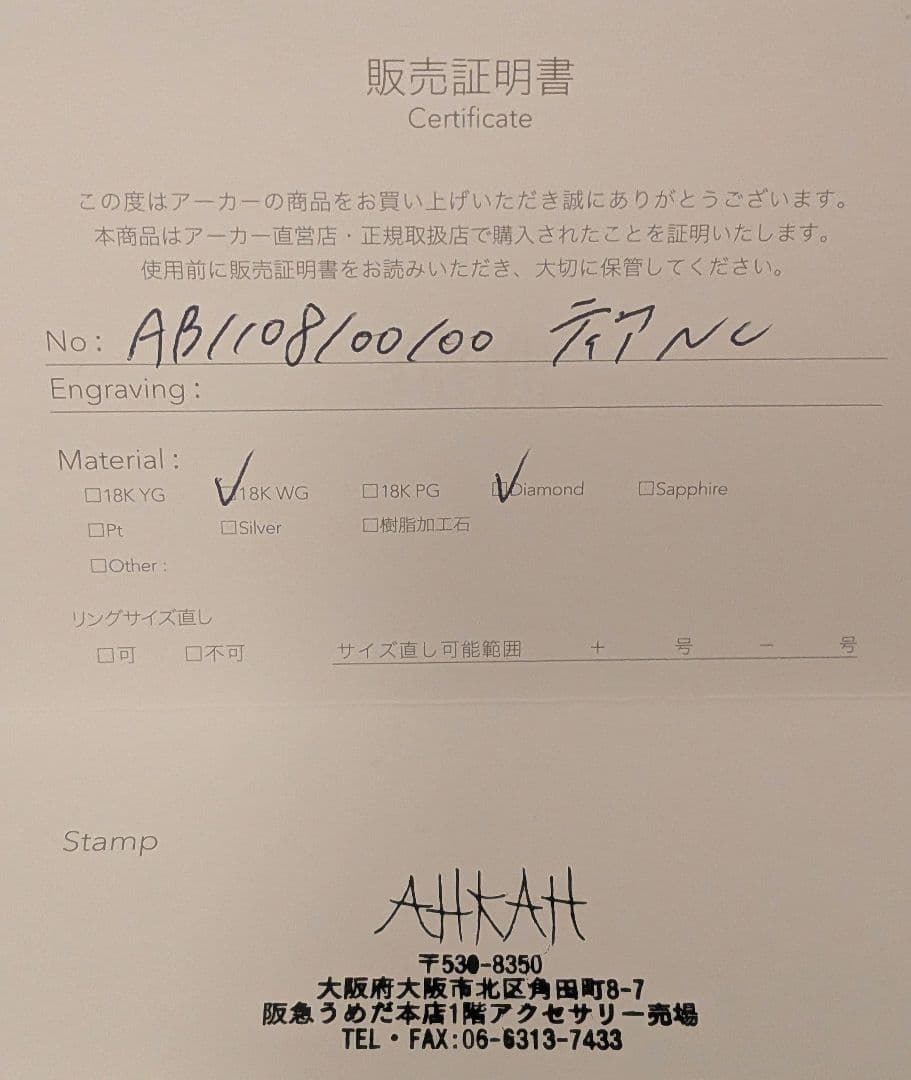 販売証明書
Certificate
この度はアーカーの商品をお買い上げいただき誠にありがとうございます。
本商品はアーカー直営店・正規取扱店で購入されたことを証明いたします。
使用前に販売証明書をお読みいただき、大切に保管してください。
No: AB1108100100 ティア NC
Engraving :
Material :
□18K YG ☑18K WG □18K PG ☑Diamond □Sapphire
□Pt □Silver □樹脂加工石
□Other :
リングサイズ直し
□可 □不可 サイズ直し可能範囲 + 号 − 号
Stamp
AHKAH
〒530-8350
大阪府大阪市北区角田町8-7
阪急うめだ本店1階アクセサリー売場
TEL・FAX:06-6313-7433